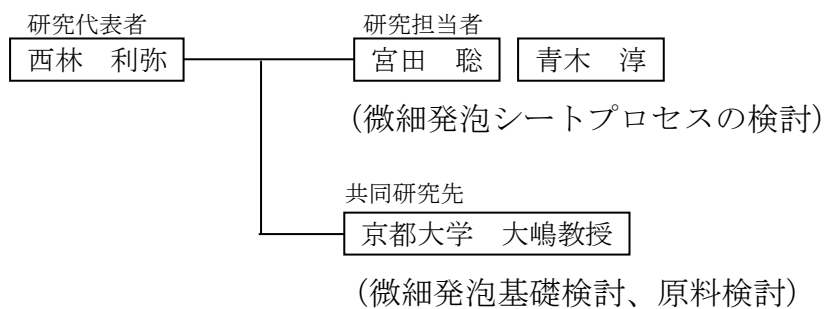 研究代表者
西林　利弥
研究担当者
宮田　聡
青木　淳
（微細発泡シートプロセスの検討）
共同研究先
京都大学　大嶋教授
（微細発泡基礎検討、原料検討）